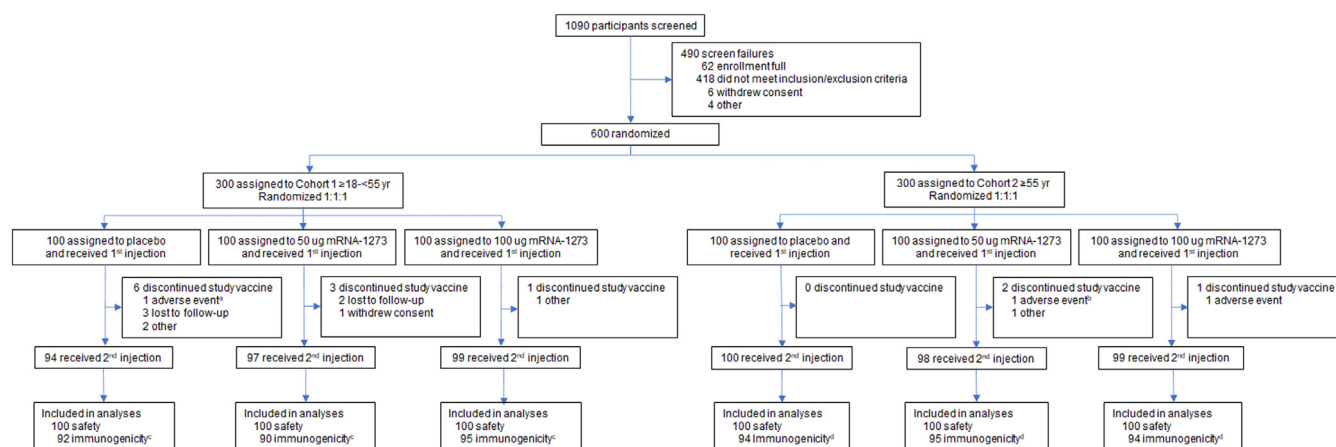 1090 participants screened
490 screen failures
62 enrollment full
418 did not meet inclusion/exclusion criteria
6 withdrew consent
4 other
600 randomized
300 assigned to Cohort 1 ≥18-<55 yr
Randomized 1:1:1
300 assigned to Cohort 2 ≥55 yr
Randomized 1:1:1
100 assigned to placebo
and received 1st injection
100 assigned to 50 ug mRNA-1273
and received 1st injection
100 assigned to 100 ug mRNA-1273
and received 1st injection
100 assigned to placebo and
received 1st injection
100 assigned to 50 ug mRNA-1273
and received 1st injection
100 assigned to 100 ug mRNA-1273
and received 1st injection
6 discontinued study vaccine
1 adverse eventa
3 lost to follow-up
2 other
3 discontinued study vaccine
2 lost to follow-up
1 withdrew consent
1 discontinued study vaccine
1 other
0 discontinued study vaccine
2 discontinued study vaccine
1 adverse eventb
1 other
1 discontinued study vaccine
1 adverse event
94 received 2nd injection
97 received 2nd injection
99 received 2nd injection
100 received 2nd injection
98 received 2nd injection
99 received 2nd injection
Included in analyses
100 safety
92 immunogenicityc
Included in analyses
100 safety
90 immunogenicityc
Included in analyses
100 safety
95 immunogenicityc
Included in analyses
100 safety
94 Immunogenicityd
Included in analyses
100 safety
95 immunogenicityd
Included in analyses
100 safety
94 immunogenicityd